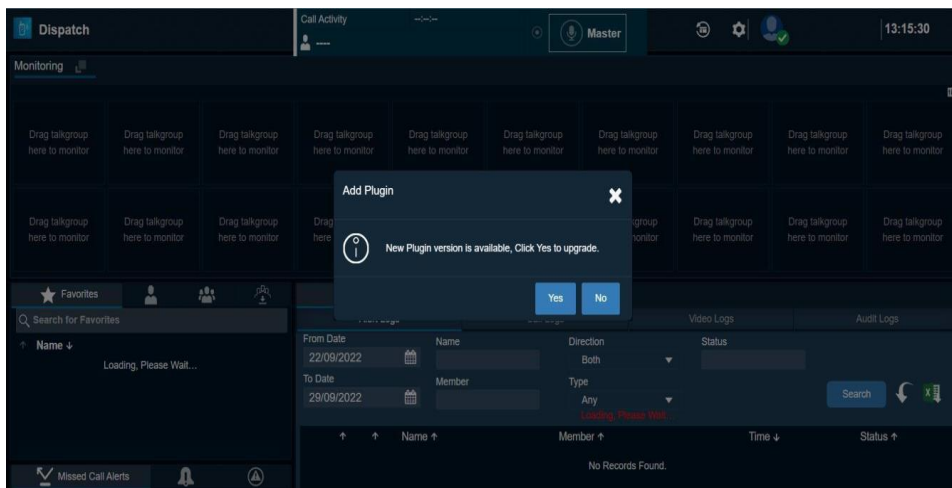 Dispatch
Call Activity
--:--:--
----
Master
13:15:30
Monitoring
Drag talkgroup Drag talkgroup Drag talkgroup Drag talkgroup Drag talkgroup Drag talkgroup Drag talkgroup Drag talkgroup Drag talkgroup Drag talkgroup
here to monitor here to monitor here to monitor here to monitor here to monitor here to monitor here to monitor here to monitor here to monitor here to monitor
Add Plugin
Drag talkgroup Drag talkgroup Drag talkgroup Drag Drag talkgroup Drag talkgroup Drag talkgroup
here to monitor here to monitor here to monitor here here to monitor here to monitor here to monitor
New Plugin version is available, Click Yes to upgrade.
Yes No
Favorites
Search for Favorites
Name
Loading, Please Wait...
Video Logs Audit Logs
From Date Name Direction Status
22/09/2022 Both
To Date Member Type
29/09/2022 Any
Loading, Please Wait...
Search
Name Member Time Status
No Records Found.
Missed Call Alerts